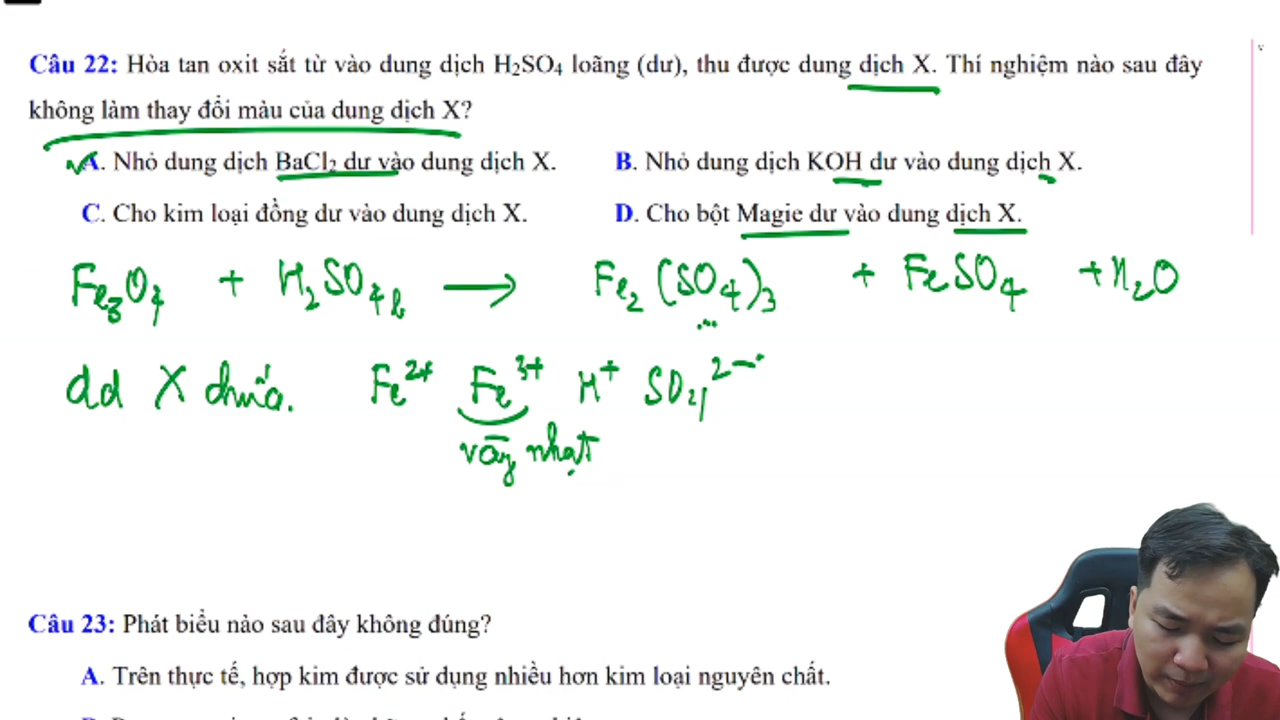 Câu 22: Hòa tan oxit sắt từ vào dung dịch H₂SO₄ loãng (dư), thu được dung dịch X. Thí nghiệm nào sau đây
không làm thay đổi màu của dung dịch X?
A. Nhỏ dung dịch BaCl₂ dư vào dung dịch X. B. Nhỏ dung dịch KOH dư vào dung dịch X.
C. Cho kim loại đồng dư vào dung dịch X. D. Cho bột Magie dư vào dung dịch X.
Fe₃O₄ + H₂SO₄ l → Fe₂(SO₄)₃ + FeSO₄ + H₂O
dd X chứa. Fe²⁺ Fe³⁺ H⁺ SO₄²⁻
vàng nhạt
Câu 23: Phát biểu nào sau đây không đúng?
A. Trên thực tế, hợp kim được sử dụng nhiều hơn kim loại nguyên chất.